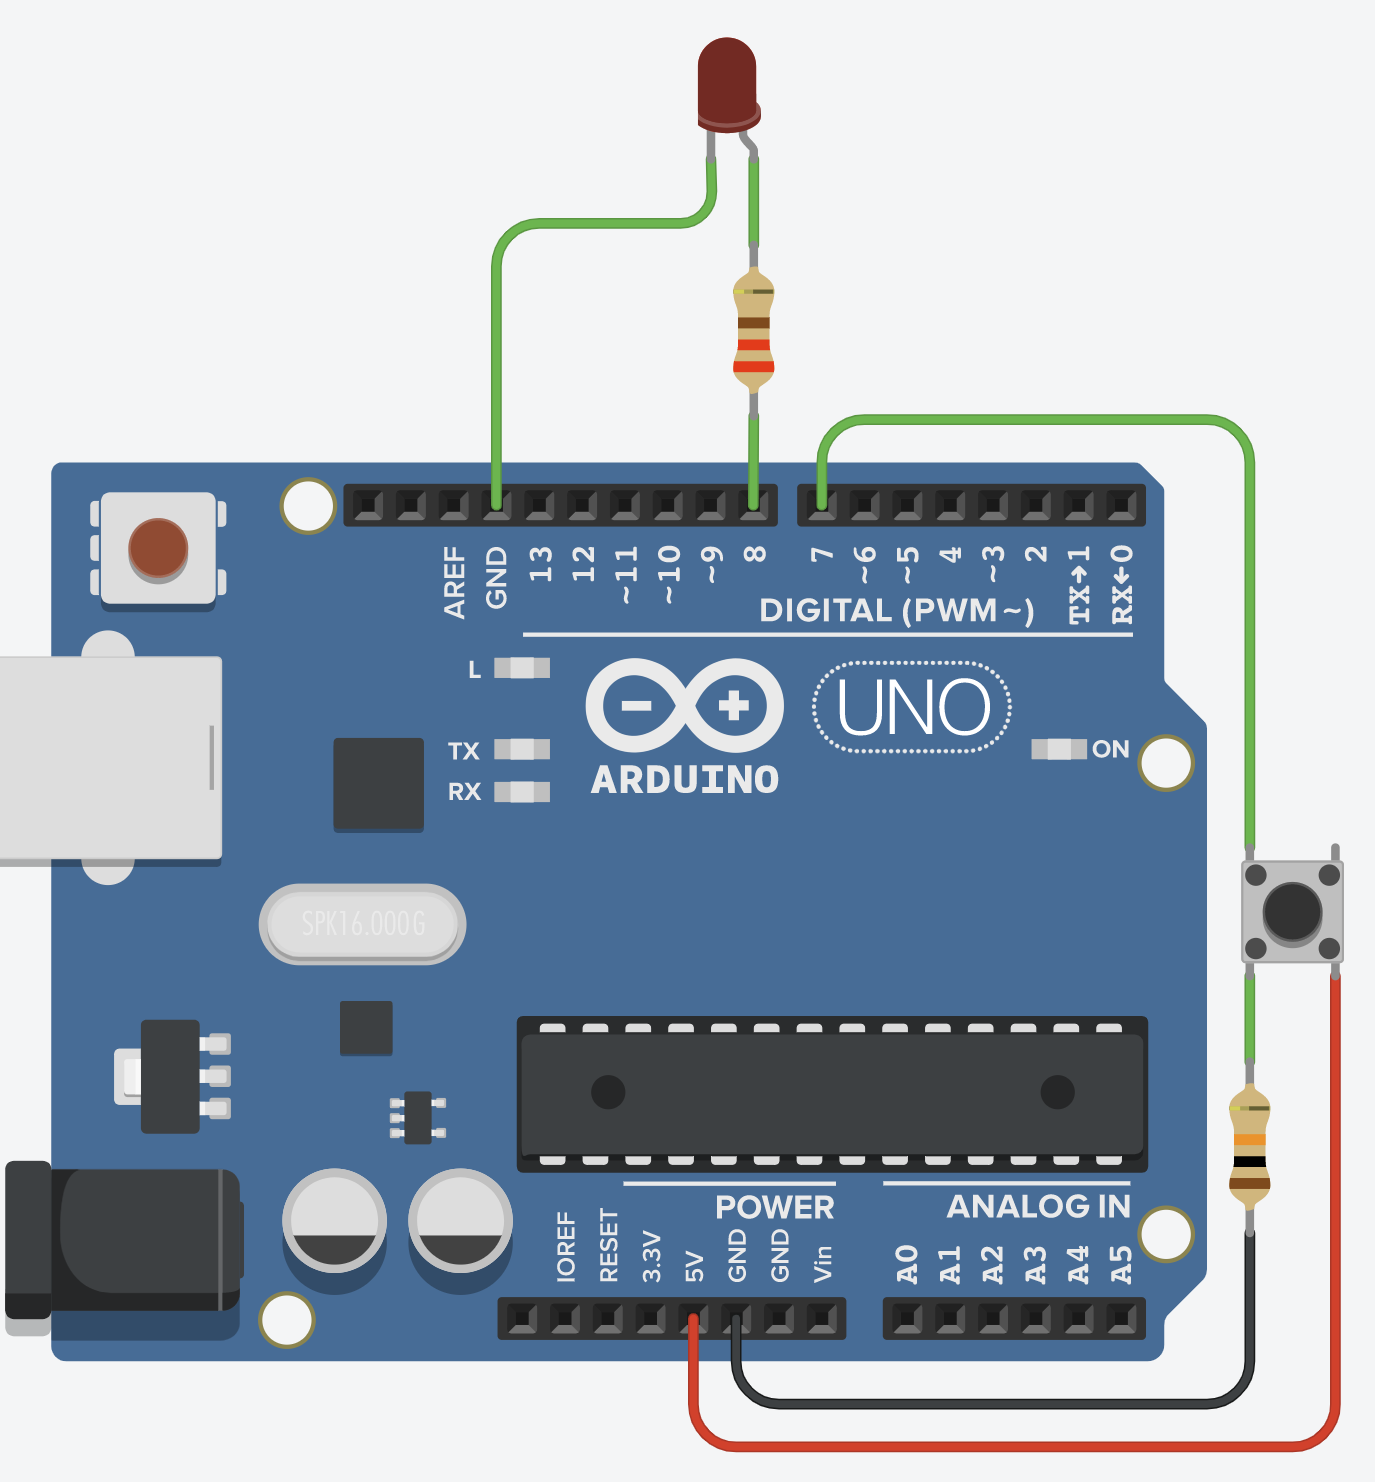 AREF
GND
13
12
~11
~10
~9
8
7
~6
~5
4
~3
2
TX→1
RX←0
DIGITAL (PWM~)
L
TX
RX
ARDUINO
UNO
ON
SPK16.000G
POWER
ANALOG IN
IOREF
RESET
3.3V
5V
GND
GND
Vin
A0
A1
A2
A3
A4
A5